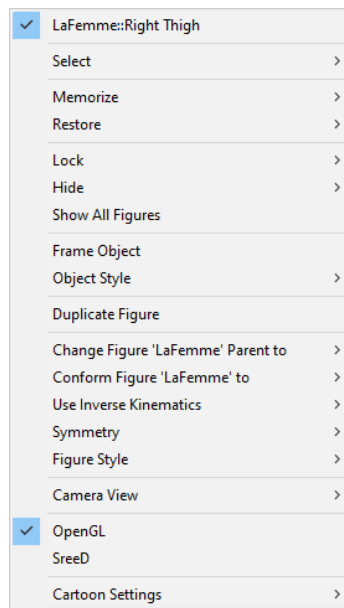 LaFemme::Right Thigh
Select
Memorize
Restore
Lock
Hide
Show All Figures
Frame Object
Object Style
Duplicate Figure
Change Figure 'LaFemme' Parent to
Conform Figure 'LaFemme' to
Use Inverse Kinematics
Symmetry
Figure Style
Camera View
OpenGL
SreeD
Cartoon Settings